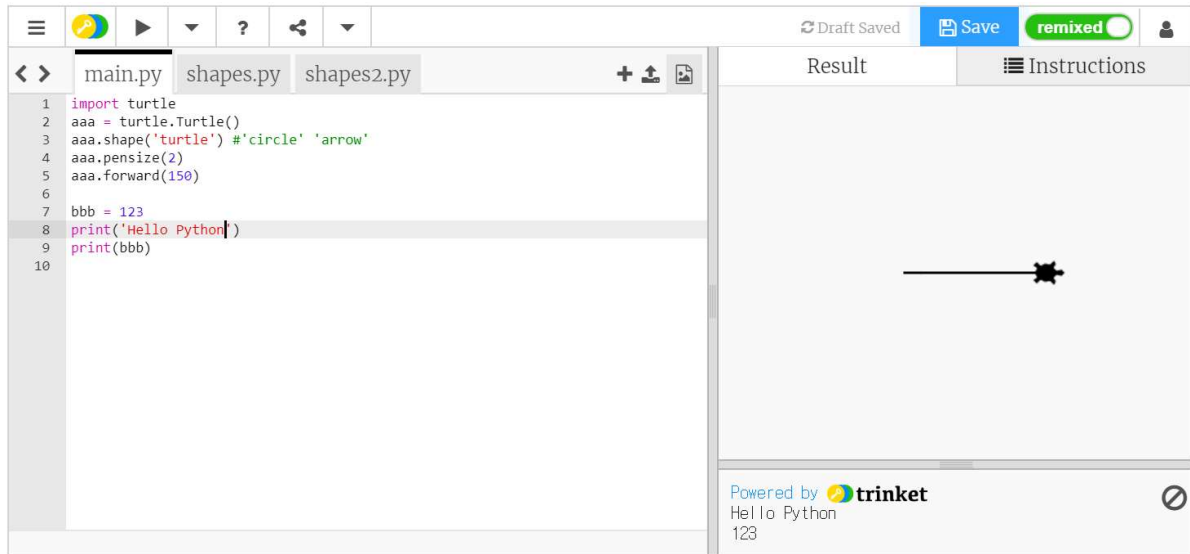 ? Draft Saved Save remixed
main.py shapes.py shapes2.py
Result Instructions
1 import turtle
2 aaa = turtle.Turtle()
3 aaa.shape('turtle') #'circle' 'arrow'
4 aaa.pensize(2)
5 aaa.forward(150)
6
7 bbb = 123
8 print('Hello Python')
9 print(bbb)
10
Powered by trinket
Hello Python
123